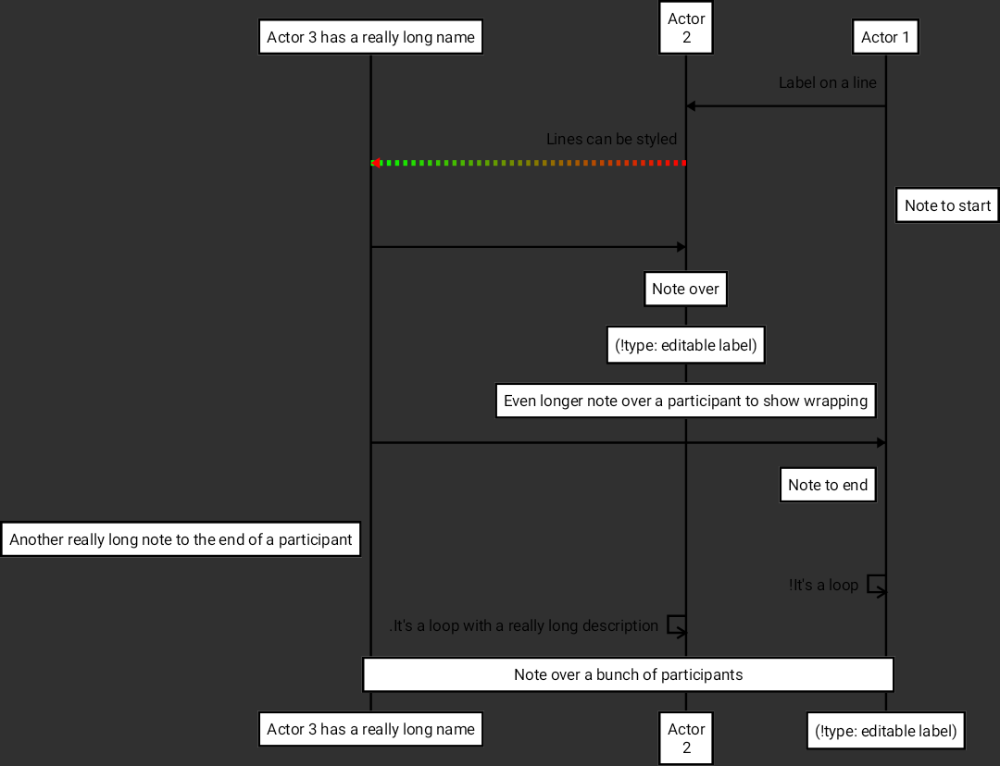 Actor 3 has a really long name
Actor
2
Actor 1
Label on a line
Lines can be styled
Note to start
Note over
(!type: editable label)
Even longer note over a participant to show wrapping
Note to end
Another really long note to the end of a participant
!It's a loop
.It's a loop with a really long description
Note over a bunch of participants
Actor 3 has a really long name
Actor
2
(!type: editable label)